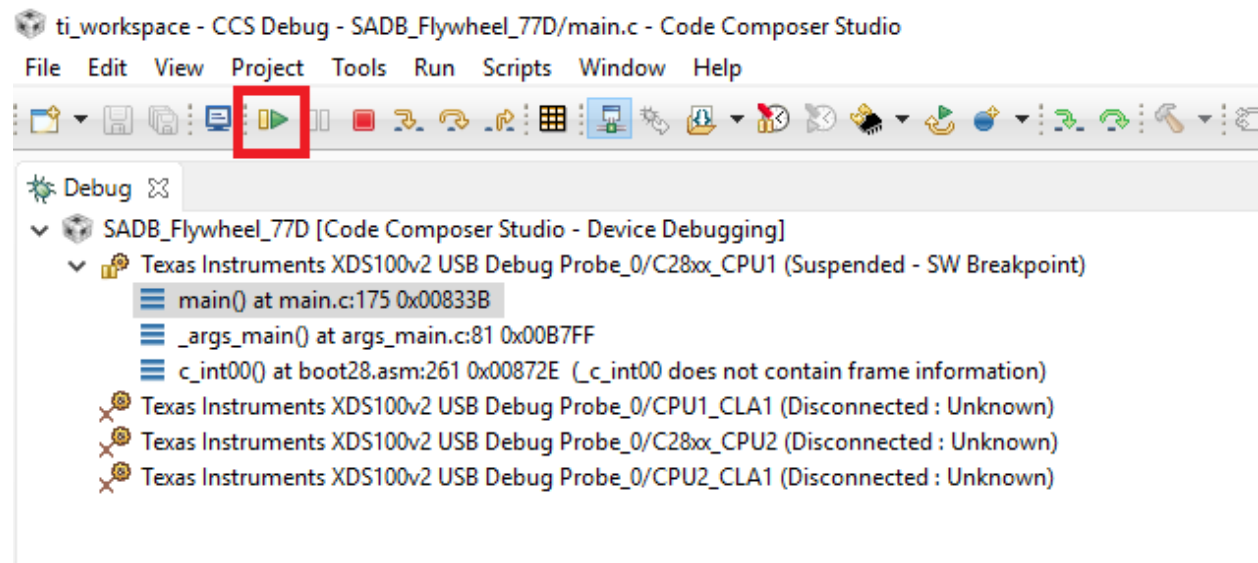 ti_workspace - CCS Debug - SADB_Flywheel_77D/main.c - Code Composer Studio
File Edit View Project Tools Run Scripts Window Help
Debug
SADB_Flywheel_77D [Code Composer Studio - Device Debugging]
Texas Instruments XDS100v2 USB Debug Probe_0/C28xx_CPU1 (Suspended - SW Breakpoint)
main() at main.c:175 0x00833B
_args_main() at args_main.c:81 0x00B7FF
c_int00() at boot28.asm:261 0x00872E (_c_int00 does not contain frame information)
Texas Instruments XDS100v2 USB Debug Probe_0/CPU1_CLA1 (Disconnected : Unknown)
Texas Instruments XDS100v2 USB Debug Probe_0/C28xx_CPU2 (Disconnected : Unknown)
Texas Instruments XDS100v2 USB Debug Probe_0/CPU2_CLA1 (Disconnected : Unknown)